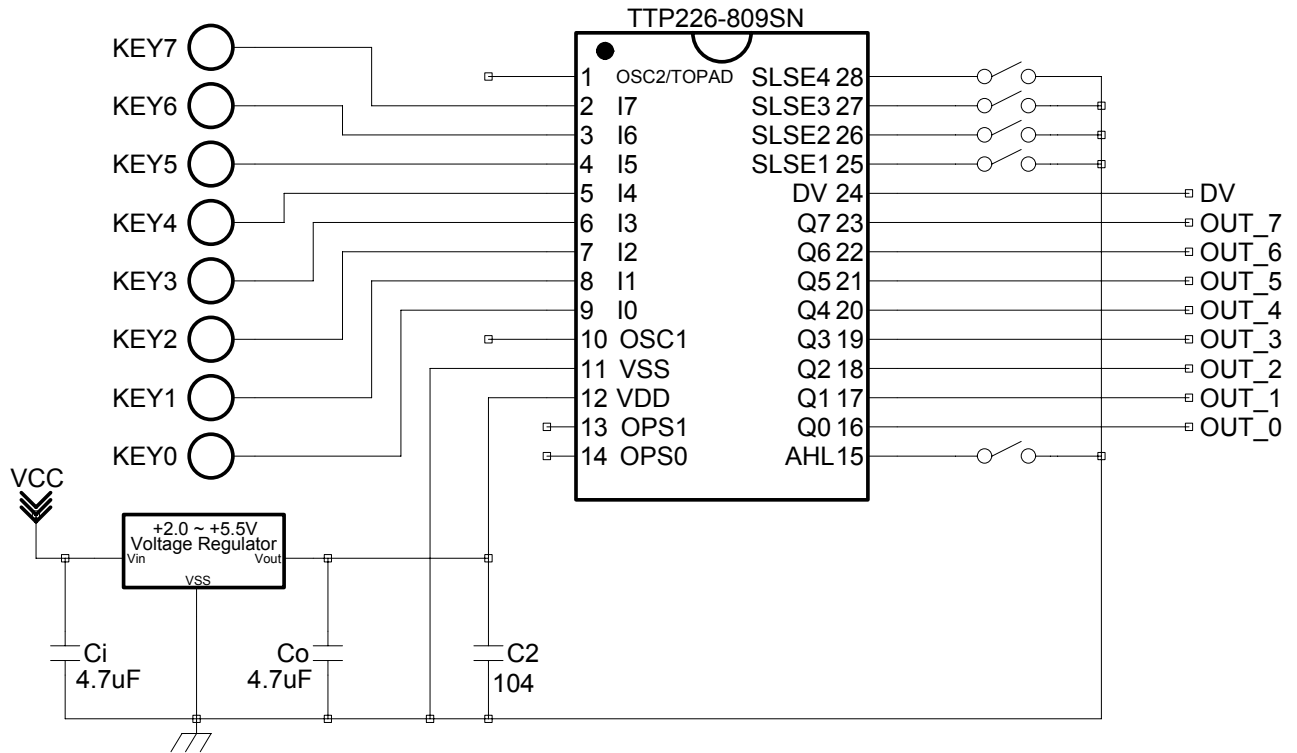 TTP226-809SN
KEY7
KEY6
KEY5
KEY4
KEY3
KEY2
KEY1
KEY0
1 OSC2/TOPAD
2 I7
3 I6
4 I5
5 I4
6 I3
7 I2
8 I1
9 I0
10 OSC1
11 VSS
12 VDD
13 OPS1
14 OPS0
SLSE4 28
SLSE3 27
SLSE2 26
SLSE1 25
DV 24
Q7 23
Q6 22
Q5 21
Q4 20
Q3 19
Q2 18
Q1 17
Q0 16
AHL 15
DV
OUT_7
OUT_6
OUT_5
OUT_4
OUT_3
OUT_2
OUT_1
OUT_0
VCC
+2.0 ~ +5.5V
Voltage Regulator
Vin
Vout
VSS
Ci
4.7uF
Co
4.7uF
C2
104